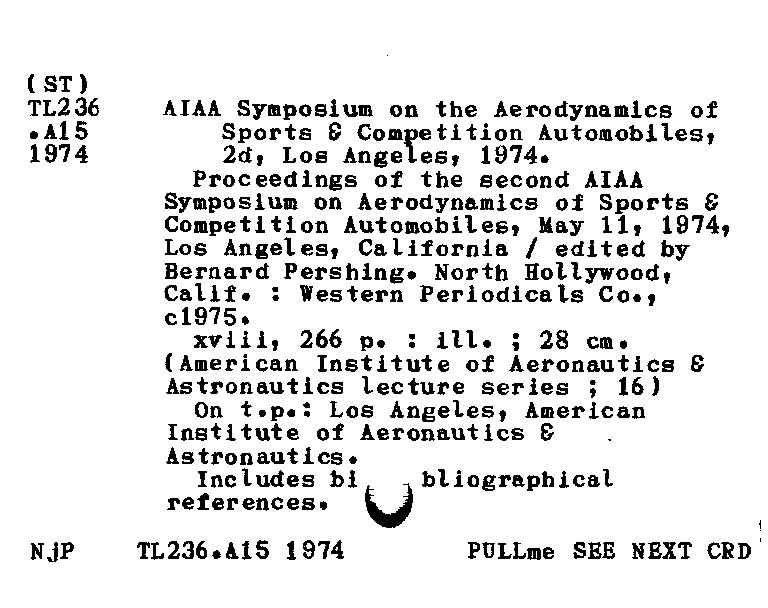 (ST)
TL236 AIAA Symposium on the Aerodynamics of
.A15 Sports & Competition Automobiles,
1974 2d, Los Angeles, 1974.
Proceedings of the second AIAA
Symposium on Aerodynamics of Sports &
Competition Automobiles, May 11, 1974,
Los Angeles, California / edited by
Bernard Pershing. North Hollywood,
Calif. : Western Periodicals Co.,
c1975.
xviii, 266 p. : ill. ; 28 cm.
(American Institute of Aeronautics &
Astronautics lecture series ; 16)
On t.p.: Los Angeles, American
Institute of Aeronautics &
Astronautics.
Includes bi bliographical
references.
NjP TL236.A15 1974 PULLme SEE NEXT CRD